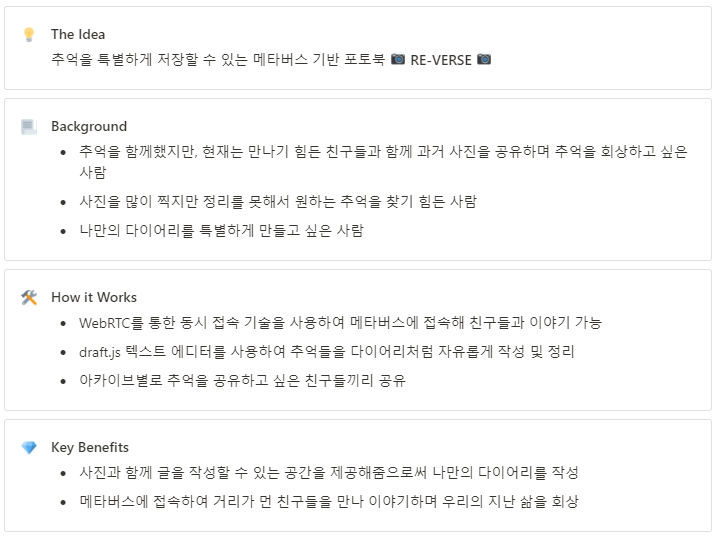 The Idea
추억을 특별하게 저장할 수 있는 메타버스 기반 포토북 📷 RE-VERSE 📷
Background
• 추억을 함께했지만, 현재는 만나기 힘든 친구들과 함께 과거 사진을 공유하며 추억을 회상하고 싶은
사람
• 사진을 많이 찍지만 정리를 못해서 원하는 추억을 찾기 힘든 사람
• 나만의 다이어리를 특별하게 만들고 싶은 사람
How it Works
• WebRTC를 통한 동시 접속 기술을 사용하여 메타버스에 접속해 친구들과 이야기 가능
• draft.js 텍스트 에디터를 사용하여 추억들을 다이어리처럼 자유롭게 작성 및 정리
• 아카이브별로 추억을 공유하고 싶은 친구들끼리 공유
Key Benefits
• 사진과 함께 글을 작성할 수 있는 공간을 제공해줌으로써 나만의 다이어리를 작성
• 메타버스에 접속하여 거리가 먼 친구들을 만나 이야기하며 우리의 지난 삶을 회상